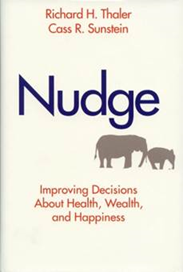 Richard H. Thaler
Cass R. Sunstein
Nudge
Improving Decisions
About Health, Wealth,
and Happiness